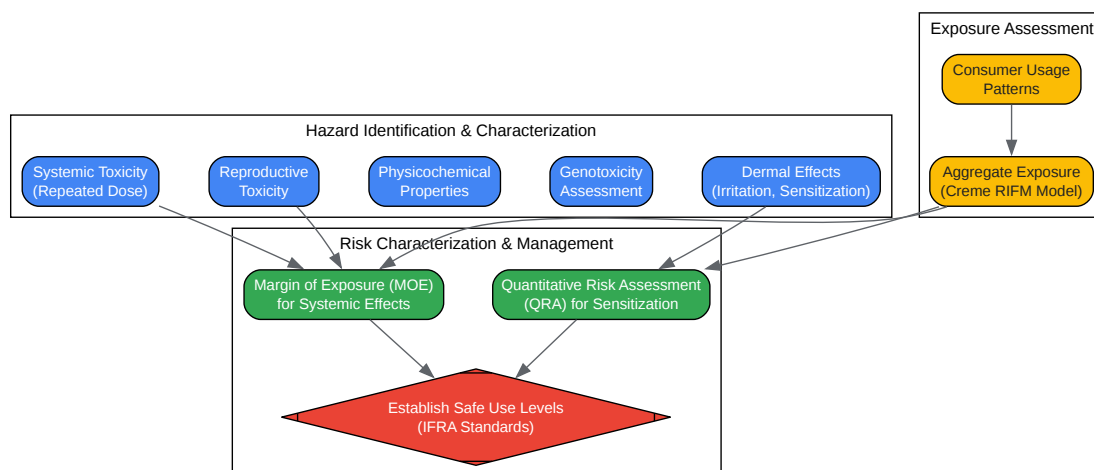 Exposure Assessment
Consumer Usage
Patterns
Hazard Identification & Characterization
Systemic Toxicity
(Repeated Dose)
Reproductive
Toxicity
Physicochemical
Properties
Genotoxicity
Assessment
Dermal Effects
(Irritation, Sensitization)
Aggregate Exposure
(Creme RIFM Model)
Risk Characterization & Management
Margin of Exposure (MOE)
for Systemic Effects
Quantitative Risk Assessment
(QRA) for Sensitization
Establish Safe Use Levels
(IFRA Standards)